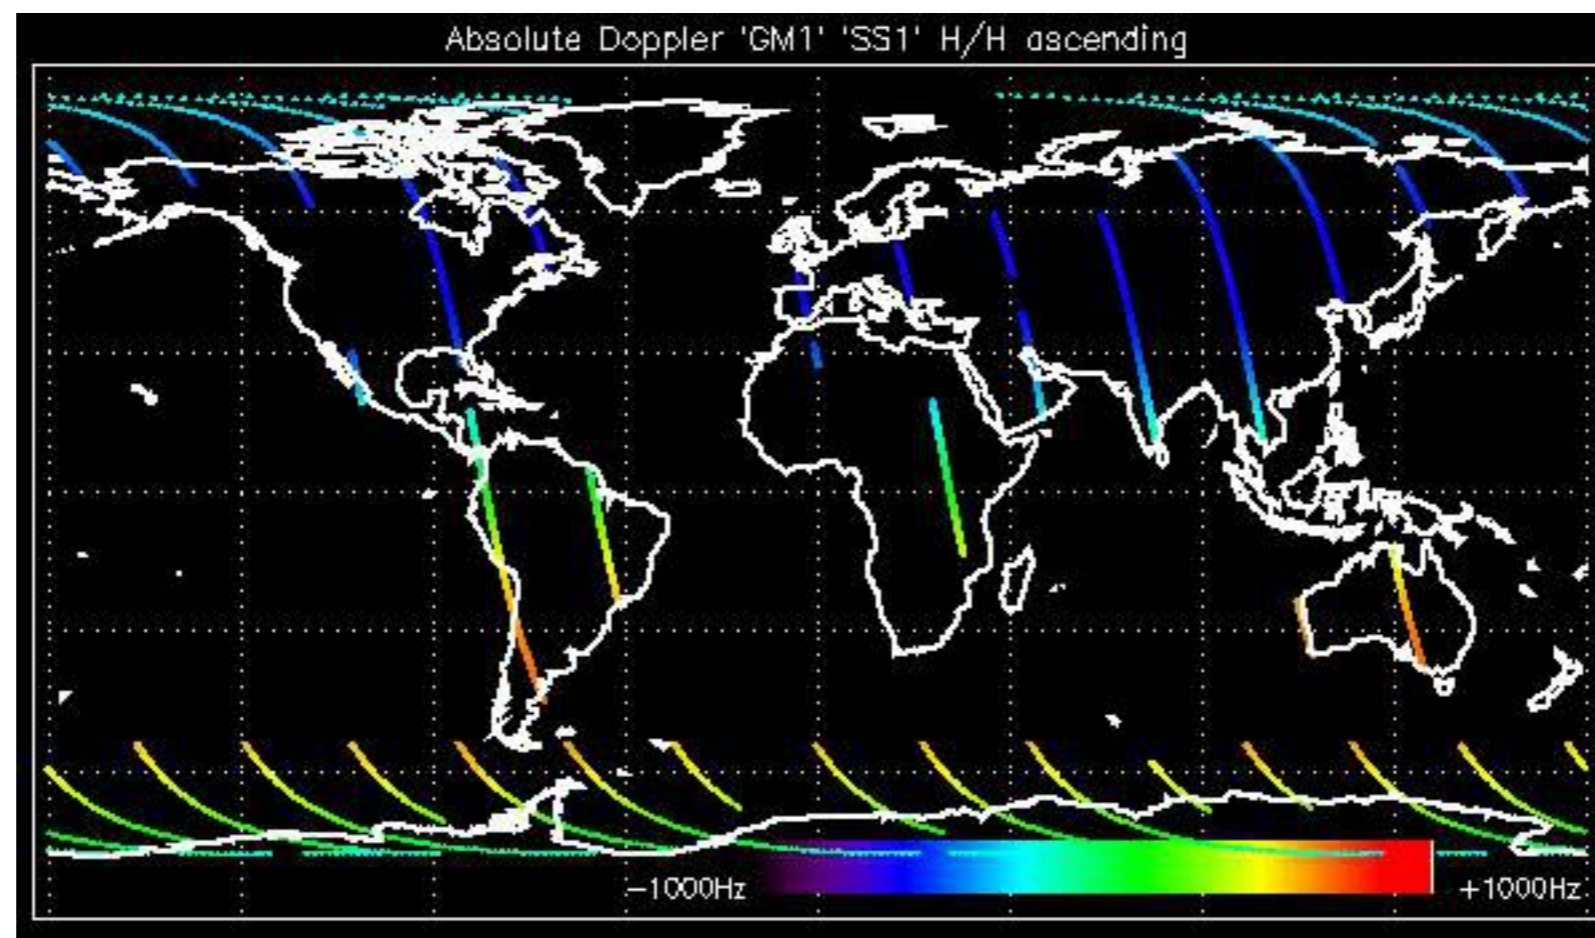 Absolute Doppler 'GM1' 'SS1' H/H ascending
−1000Hz
+1000Hz